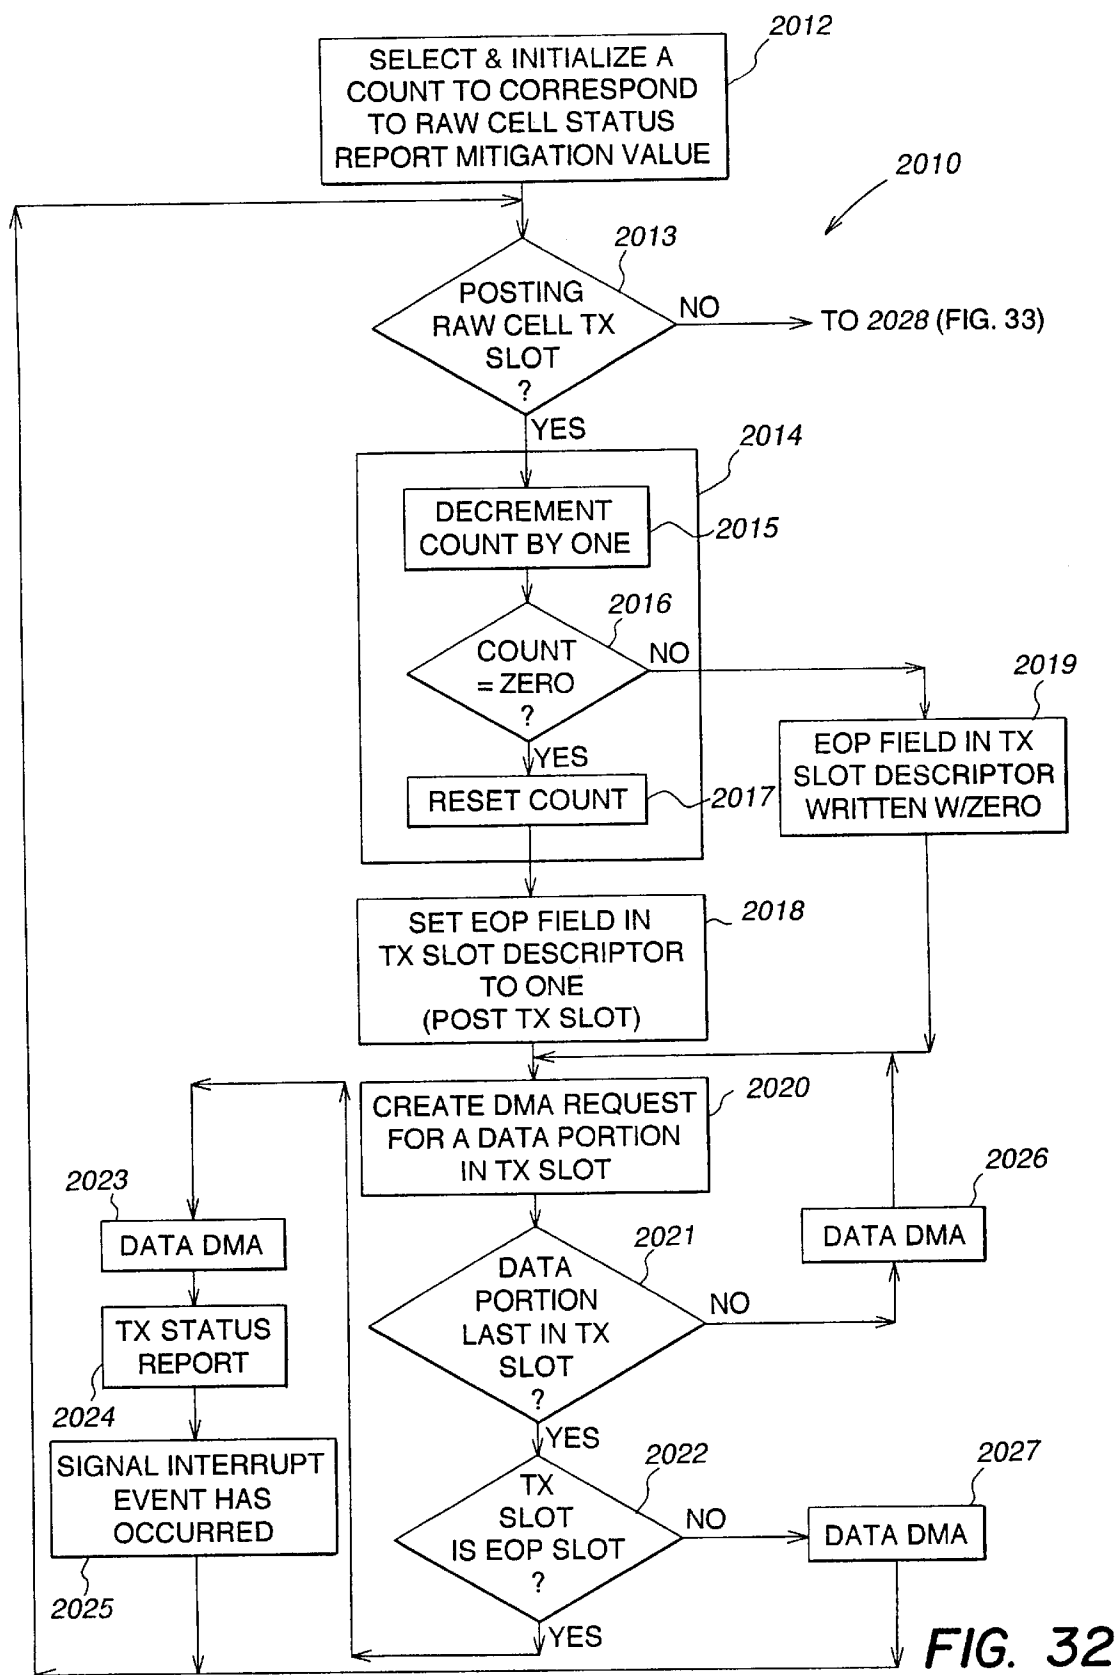 2012
SELECT & INITIALIZE A
COUNT TO CORRESPOND
TO RAW CELL STATUS
REPORT MITIGATION VALUE
2010
2013
POSTING
RAW CELL TX
SLOT
?
NO
TO 2028 (FIG. 33)
YES
2014
DECREMENT
COUNT BY ONE
2015
2016
COUNT
= ZERO
?
NO
YES
RESET COUNT
2017
2019
EOP FIELD IN TX
SLOT DESCRIPTOR
WRITTEN W/ZERO
2018
SET EOP FIELD IN
TX SLOT DESCRIPTOR
TO ONE
(POST TX SLOT)
2020
CREATE DMA REQUEST
FOR A DATA PORTION
IN TX SLOT
2023
DATA DMA
TX STATUS
REPORT
2024
SIGNAL INTERRUPT
EVENT HAS
OCCURRED
2025
2021
DATA
PORTION
LAST IN TX
SLOT
?
NO
2026
DATA DMA
YES
2022
TX
SLOT
IS EOP SLOT
?
NO
2027
DATA DMA
YES
FIG. 32